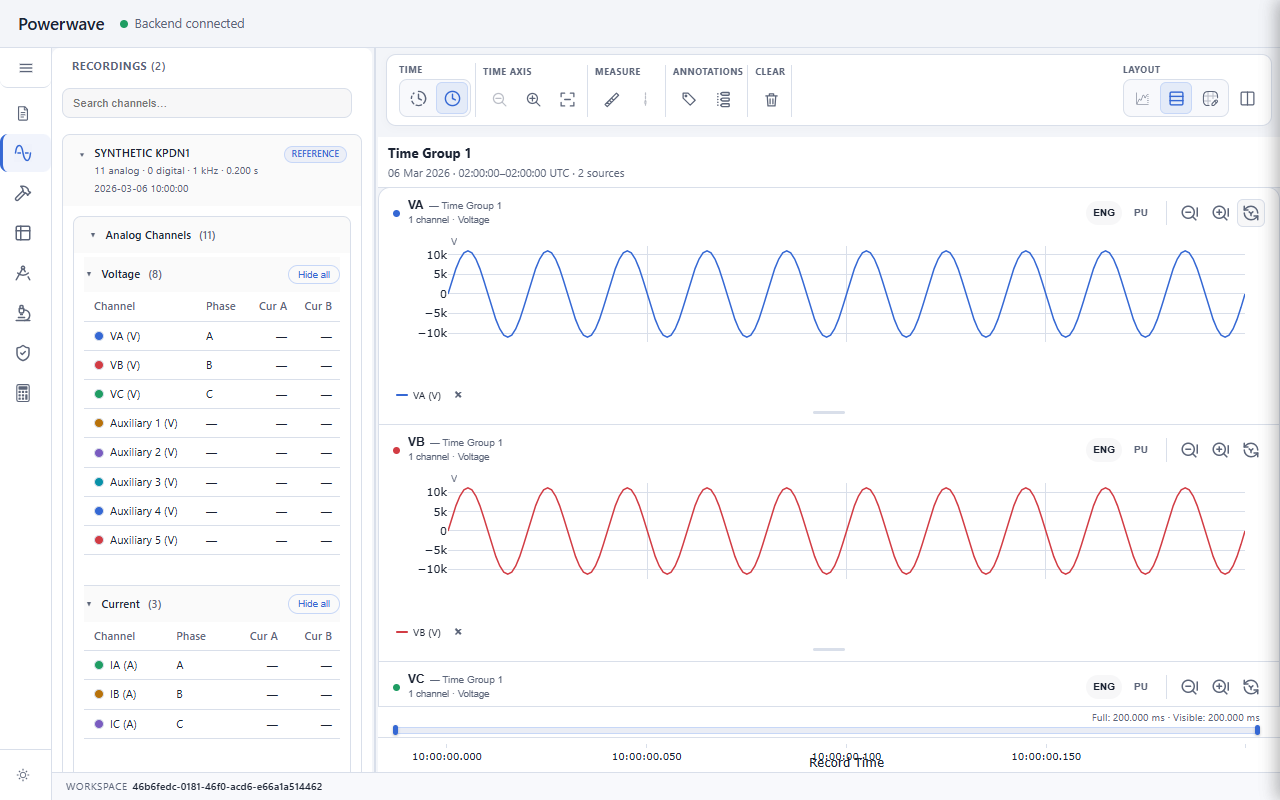 Powerwave Backend connected
RECORDINGS (2)
Search channels...
SYNTHETIC KPDN1 REFERENCE
11 analog · 0 digital · 1 kHz · 0.200 s
2026-03-06 10:00:00
Analog Channels (11)
Voltage (8) Hide all
Channel Phase Cur A Cur B
VA (V) A — —
VB (V) B — —
VC (V) C — —
Auxiliary 1 (V) — — —
Auxiliary 2 (V) — — —
Auxiliary 3 (V) — — —
Auxiliary 4 (V) — — —
Auxiliary 5 (V) — — —
Current (3) Hide all
Channel Phase Cur A Cur B
IA (A) A — —
IB (A) B — —
IC (A) C — —
TIME TIME AXIS MEASURE ANNOTATIONS CLEAR LAYOUT
Time Group 1
06 Mar 2026 · 02:00:00–02:00:00 UTC · 2 sources
VA — Time Group 1
1 channel · Voltage
ENG PU
V
10k
5k
0
−5k
−10k
VA (V) ×
VB — Time Group 1
1 channel · Voltage
ENG PU
V
10k
5k
0
−5k
−10k
VB (V) ×
VC — Time Group 1
1 channel · Voltage
ENG PU
Full: 200.000 ms · Visible: 200.000 ms
10:00:00.000 10:00:00.050 10:00:00.100 10:00:00.150
Record Time
WORKSPACE 46b6fedc-0181-46f0-acd6-e66a1a514462